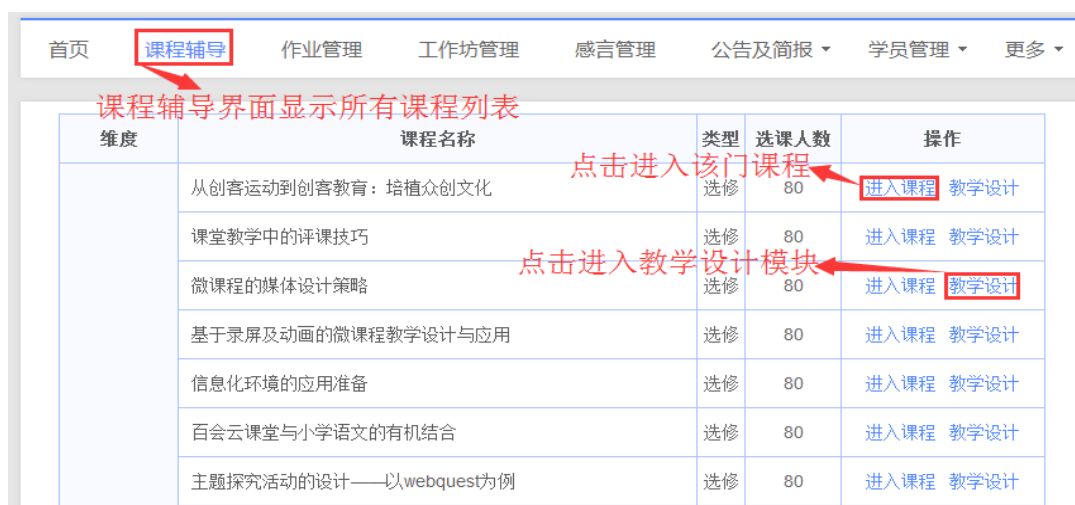 首页 课程辅导 作业管理 工作坊管理 感言管理 公告及简报 学员管理 更多
课程辅导界面显示所有课程列表
维度 课程名称 类型 选课人数 操作
点击进入该门课程
从创客运动到创客教育：培植众创文化 选修 80 进入课程 教学设计
课堂教学中的评课技巧 选修 80 进入课程 教学设计
点击进入教学设计模块
微课程的媒体设计策略 选修 80 进入课程 教学设计
基于录屏及动画的微课程教学设计与应用 选修 80 进入课程 教学设计
信息化环境的应用准备 选修 80 进入课程 教学设计
百会云课堂与小学语文的有机结合 选修 80 进入课程 教学设计
主题探究活动的设计——以webquest为例 选修 80 进入课程 教学设计